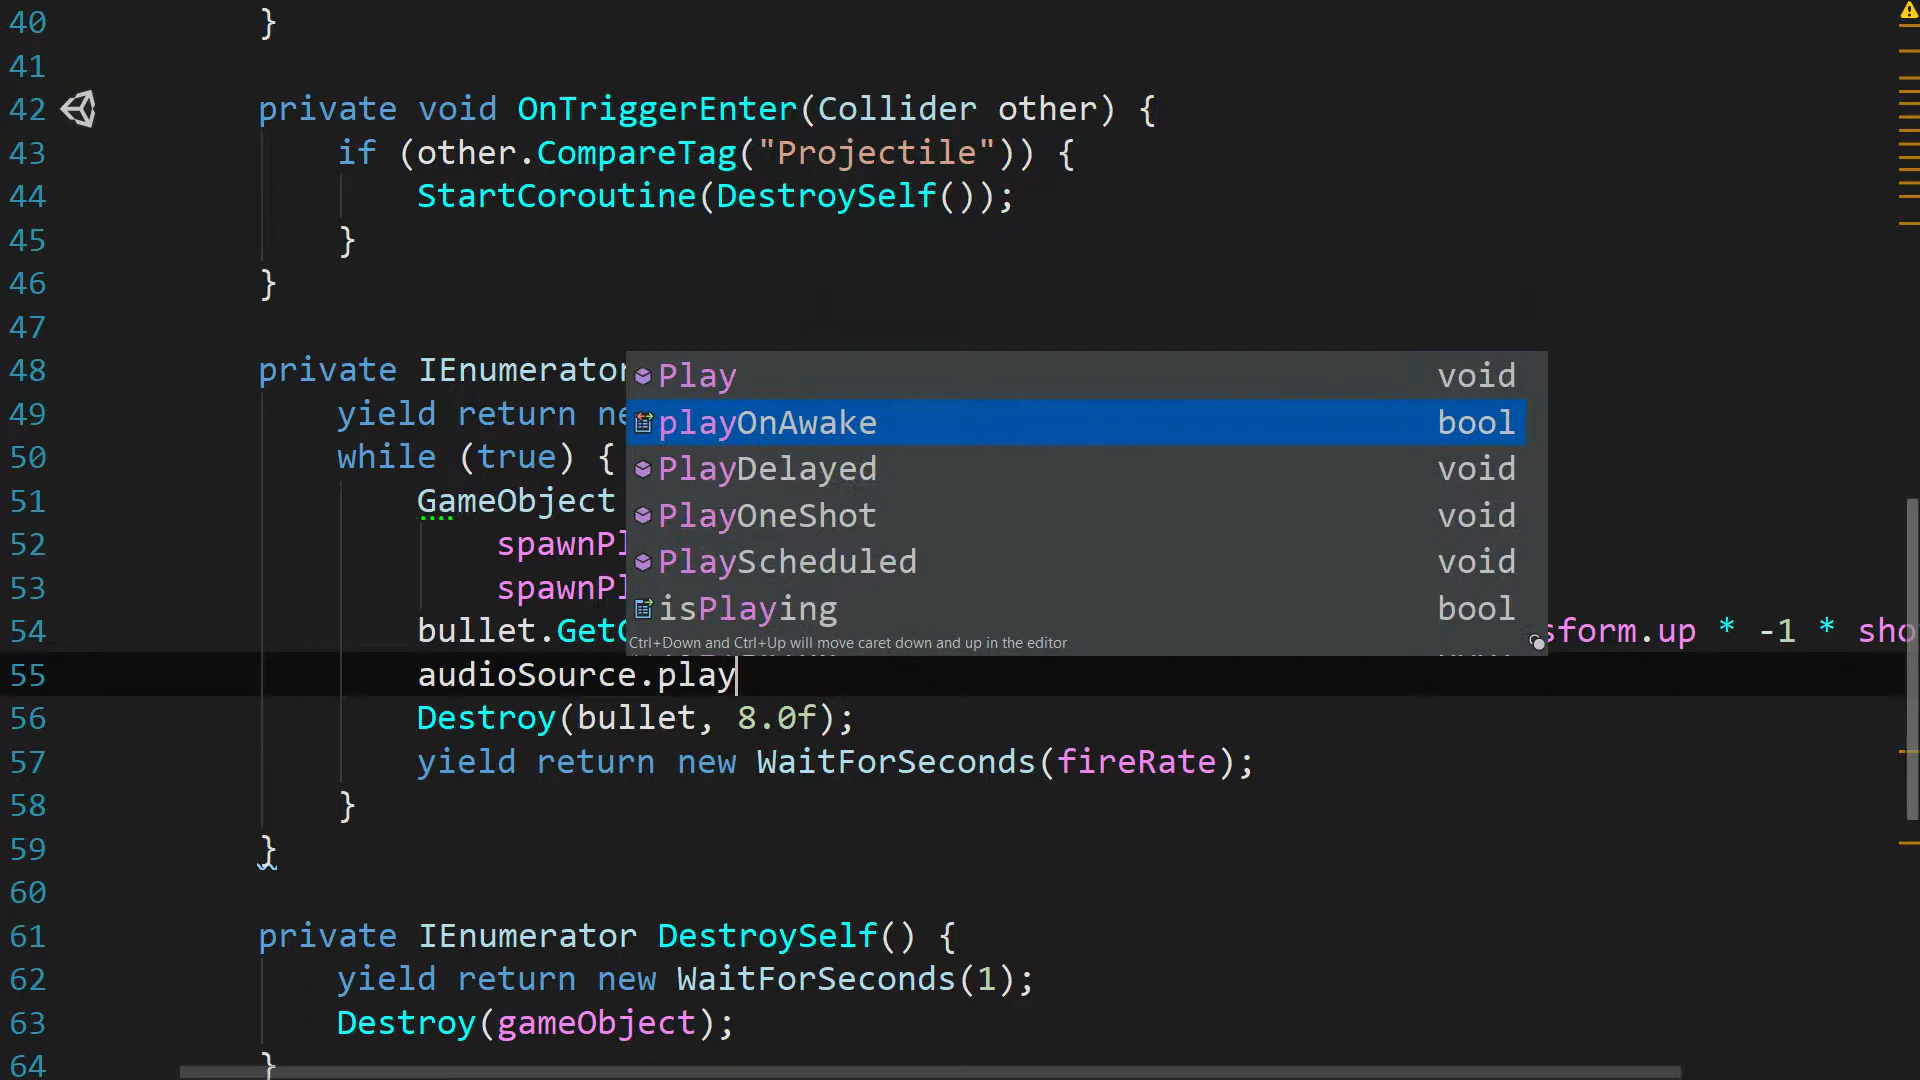 40 }
41
42 private void OnTriggerEnter(Collider other) {
43 if (other.CompareTag("Projectile")) {
44 StartCoroutine(DestroySelf());
45 }
46 }
47
48 private IEnumerator
49 yield return ne
50 while (true) {
51 GameObject
52 spawnPl
53 spawnPl
54 bullet.GetC sform.up * -1 * sho
55 audioSource.play
56 Destroy(bullet, 8.0f);
57 yield return new WaitForSeconds(fireRate);
58 }
59 }
60
61 private IEnumerator DestroySelf() {
62 yield return new WaitForSeconds(1);
63 Destroy(gameObject);
64 }
Play void
playOnAwake bool
PlayDelayed void
PlayOneShot void
PlayScheduled void
isPlaying bool
Ctrl+Down and Ctrl+Up will move caret down and up in the editor